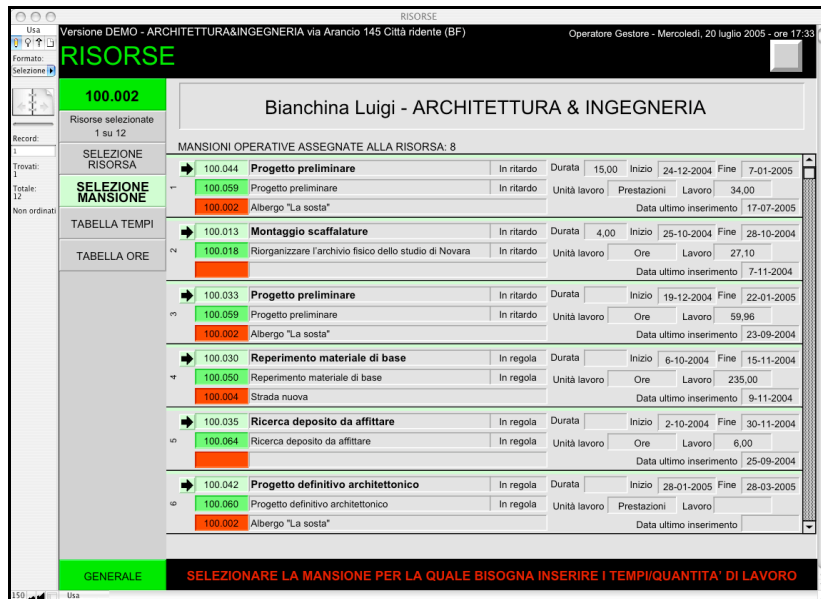 RISORSE
Usa
Formato:
Selezione
Record:
1
Trovati:
1
Totale:
12
Non ordinati
Versione DEMO - ARCHITETTURA&INGEGNERIA via Arancio 145 Città ridente (BF)
Operatore Gestore - Mercoledì, 20 luglio 2005 - ore 17:33
RISORSE
100.002
Risorse selezionate
1 su 12
SELEZIONE
RISORSA
SELEZIONE
MANSIONE
TABELLA TEMPI
TABELLA ORE
GENERALE
Bianchina Luigi - ARCHITETTURA & INGEGNERIA
MANSIONI OPERATIVE ASSEGNATE ALLA RISORSA: 8
1
100.044 Progetto preliminare In ritardo Durata 15,00 Inizio 24-12-2004 Fine 7-01-2005
100.059 Progetto preliminare In ritardo Unità lavoro Prestazioni Lavoro 34,00
100.002 Albergo "La sosta" Data ultimo inserimento 17-07-2005
2
100.013 Montaggio scaffalature In ritardo Durata 4,00 Inizio 25-10-2004 Fine 28-10-2004
100.018 Riorganizzare l'archivio fisico dello studio di Novara In ritardo Unità lavoro Ore Lavoro 27,10
Data ultimo inserimento 7-11-2004
3
100.033 Progetto preliminare In ritardo Durata Inizio 19-12-2004 Fine 22-01-2005
100.059 Progetto preliminare In ritardo Unità lavoro Ore Lavoro 59,96
100.002 Albergo "La sosta" Data ultimo inserimento 23-09-2004
4
100.030 Reperimento materiale di base In regola Durata Inizio 6-10-2004 Fine 15-11-2004
100.050 Reperimento materiale di base In regola Unità lavoro Ore Lavoro 235,00
100.004 Strada nuova Data ultimo inserimento 9-11-2004
5
100.035 Ricerca deposito da affittare In regola Durata Inizio 2-10-2004 Fine 30-11-2004
100.064 Ricerca deposito da affittare In regola Unità lavoro Ore Lavoro 6,00
Data ultimo inserimento 25-09-2004
6
100.042 Progetto definitivo architettonico In regola Durata Inizio 28-01-2005 Fine 28-03-2005
100.060 Progetto definitivo architettonico In regola Unità lavoro Prestazioni Lavoro
100.002 Albergo "La sosta" Data ultimo inserimento
SELEZIONARE LA MANSIONE PER LA QUALE BISOGNA INSERIRE I TEMPI/QUANTITA' DI LAVORO
150 Usa